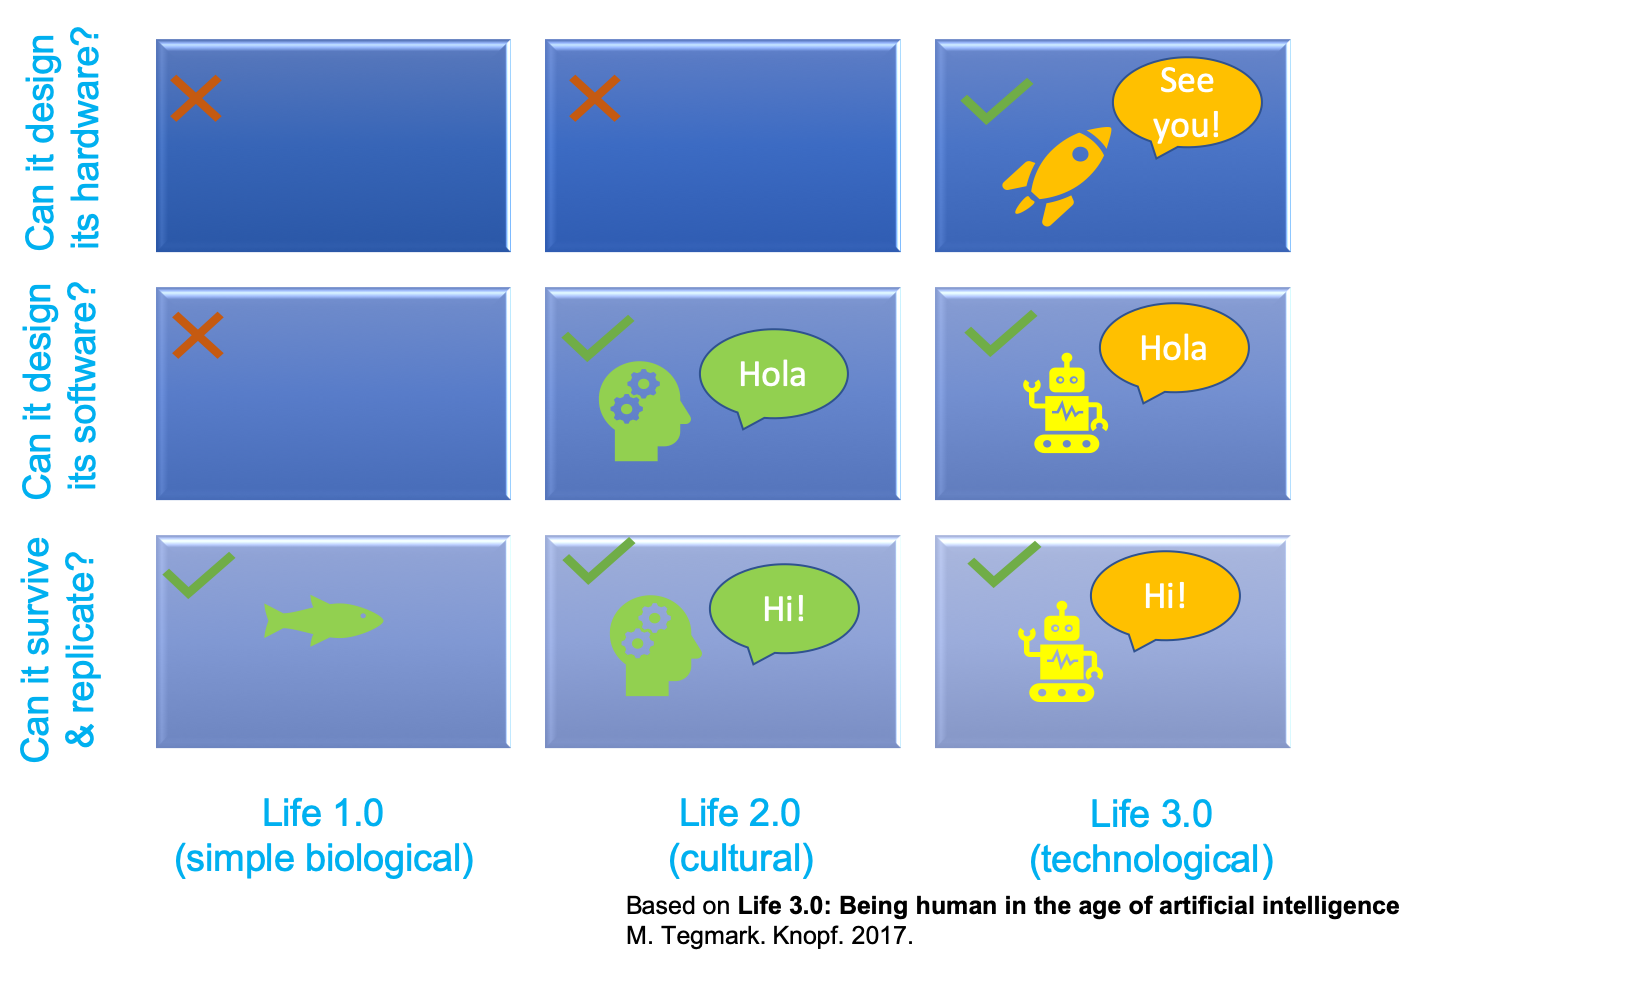 Can it design
its hardware?
See
you!
Can it design
its software?
Hola
Hola
Can it survive
& replicate?
Hi!
Hi!
Life 1.0
(simple biological)
Life 2.0
(cultural)
Life 3.0
(technological)
Based on Life 3.0: Being human in the age of artificial intelligence
M. Tegmark. Knopf. 2017.